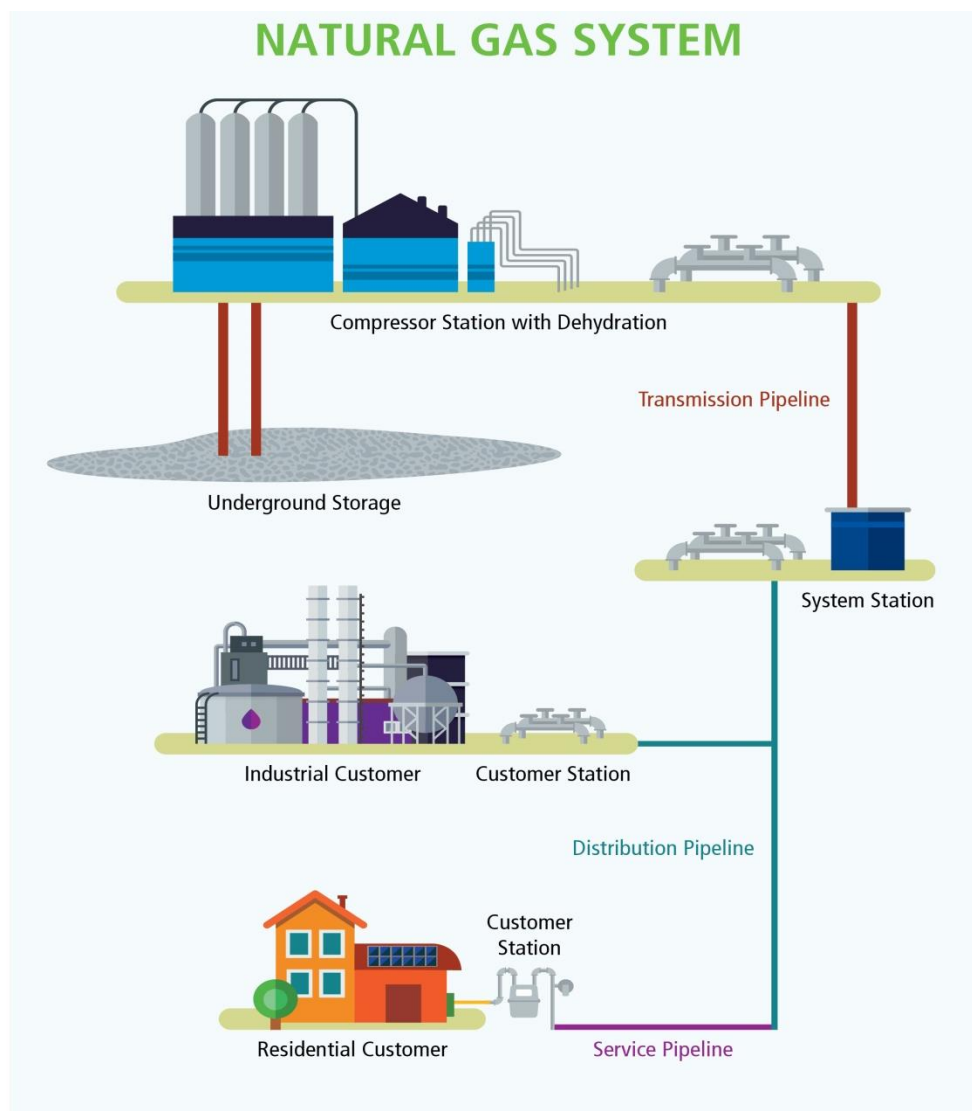 NATURAL GAS SYSTEM
Compressor Station with Dehydration
Transmission Pipeline
Underground Storage
System Station
Industrial Customer
Customer Station
Distribution Pipeline
Customer
Station
Residential Customer
Service Pipeline